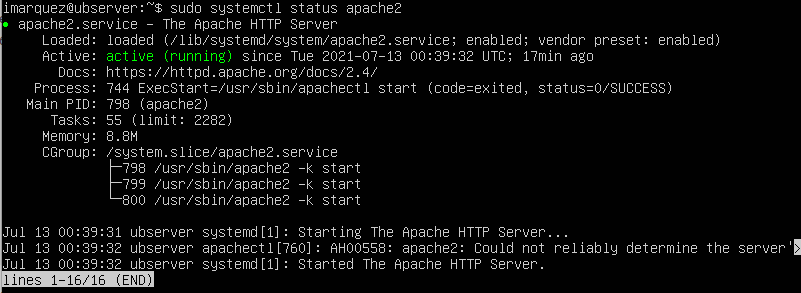 imarquez@ubserver:~$ sudo systemctl status apache2
● apache2.service - The Apache HTTP Server
     Loaded: loaded (/lib/systemd/system/apache2.service; enabled; vendor preset: enabled)
     Active: active (running) since Tue 2021-07-13 00:39:32 UTC; 17min ago
       Docs: https://httpd.apache.org/docs/2.4/
    Process: 744 ExecStart=/usr/sbin/apachectl start (code=exited, status=0/SUCCESS)
   Main PID: 798 (apache2)
      Tasks: 55 (limit: 2282)
     Memory: 8.8M
     CGroup: /system.slice/apache2.service
             ├─798 /usr/sbin/apache2 -k start
             ├─799 /usr/sbin/apache2 -k start
             └─800 /usr/sbin/apache2 -k start

Jul 13 00:39:31 ubserver systemd[1]: Starting The Apache HTTP Server...
Jul 13 00:39:32 ubserver apachectl[760]: AH00558: apache2: Could not reliably determine the server'>
Jul 13 00:39:32 ubserver systemd[1]: Started The Apache HTTP Server.
lines 1-16/16 (END)